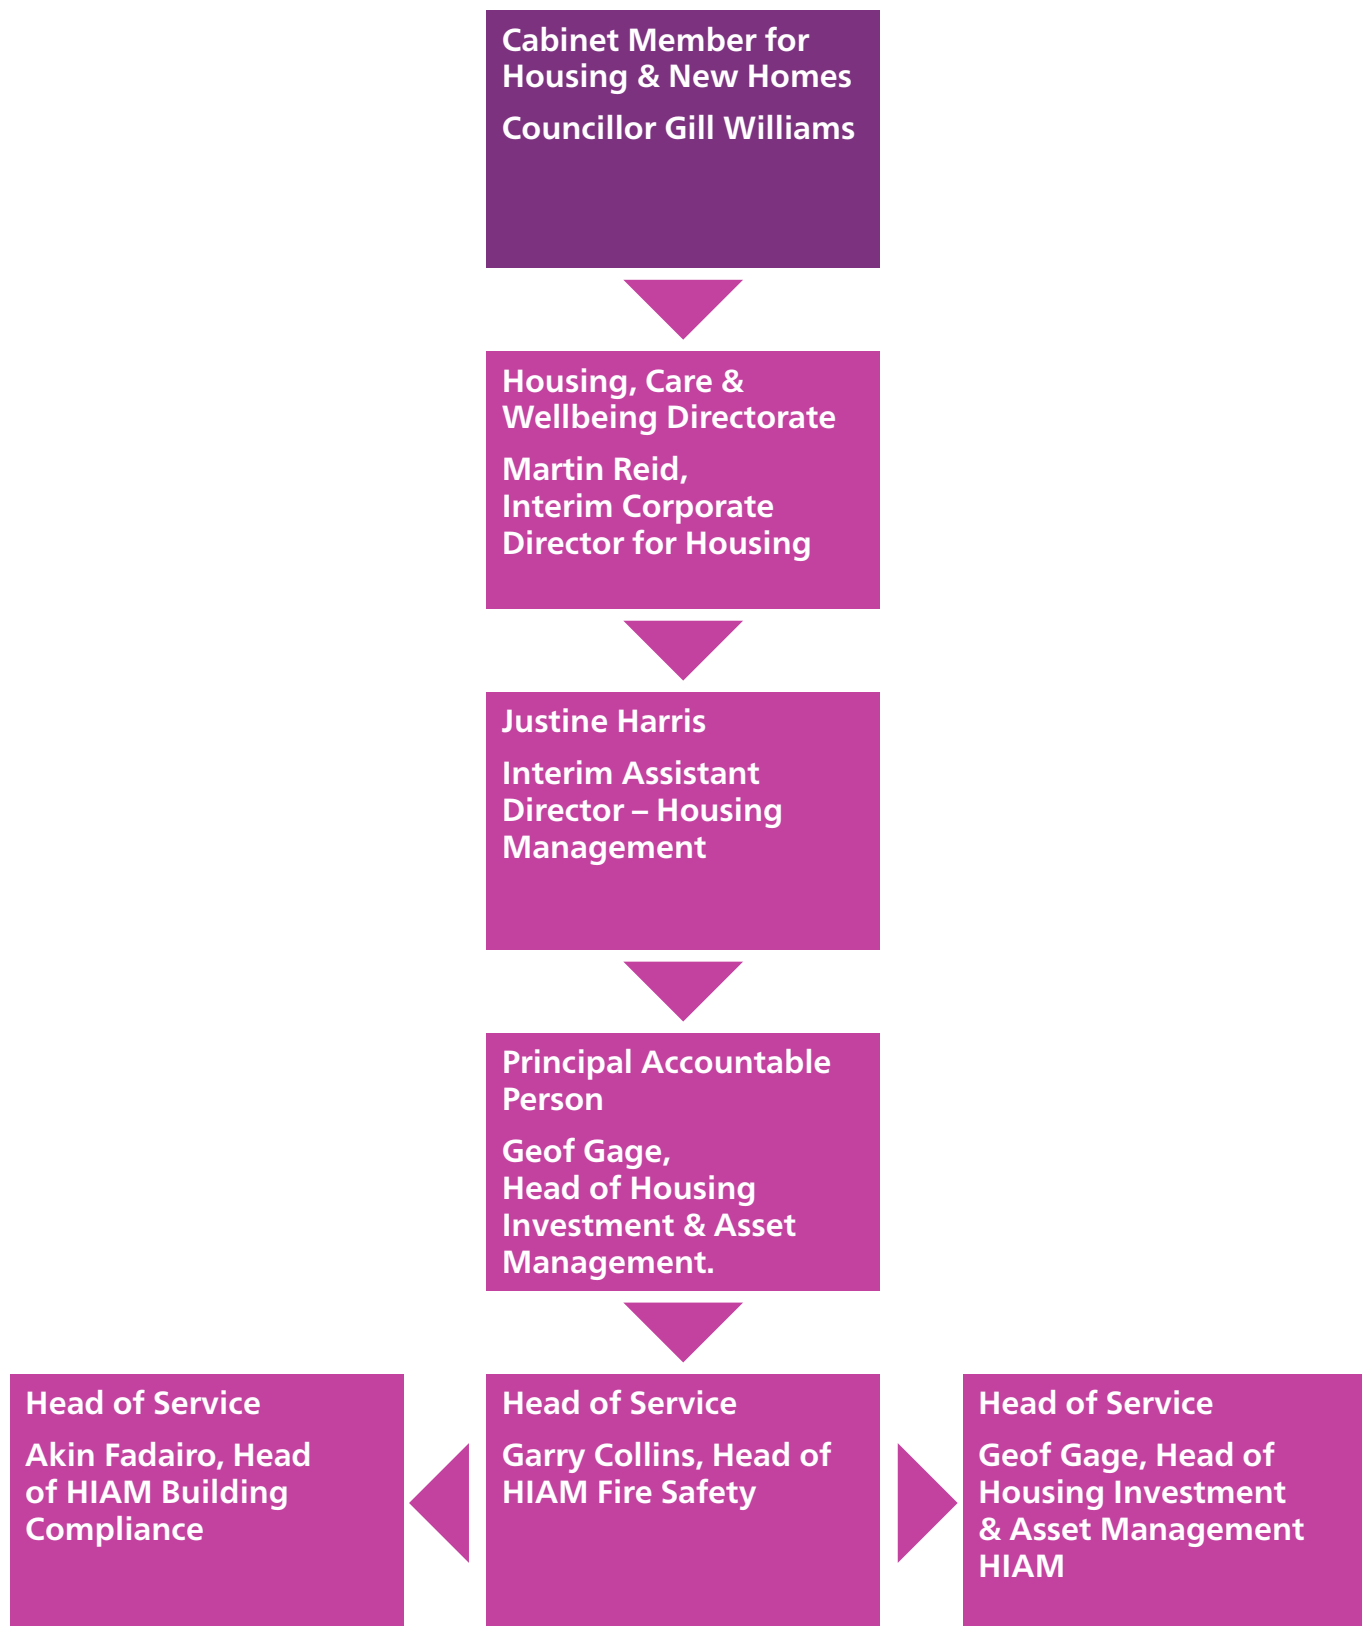 Cabinet Member for
Housing & New Homes
Councillor Gill Williams
Housing, Care &
Wellbeing Directorate
Martin Reid,
Interim Corporate
Director for Housing
Justine Harris
Interim Assistant
Director – Housing
Management
Principal Accountable
Person
Geof Gage,
Head of Housing
Investment & Asset
Management.
Head of Service
Akin Fadairo, Head
of HIAM Building
Compliance
Head of Service
Garry Collins, Head of
HIAM Fire Safety
Head of Service
Geof Gage, Head of
Housing Investment
& Asset Management
HIAM